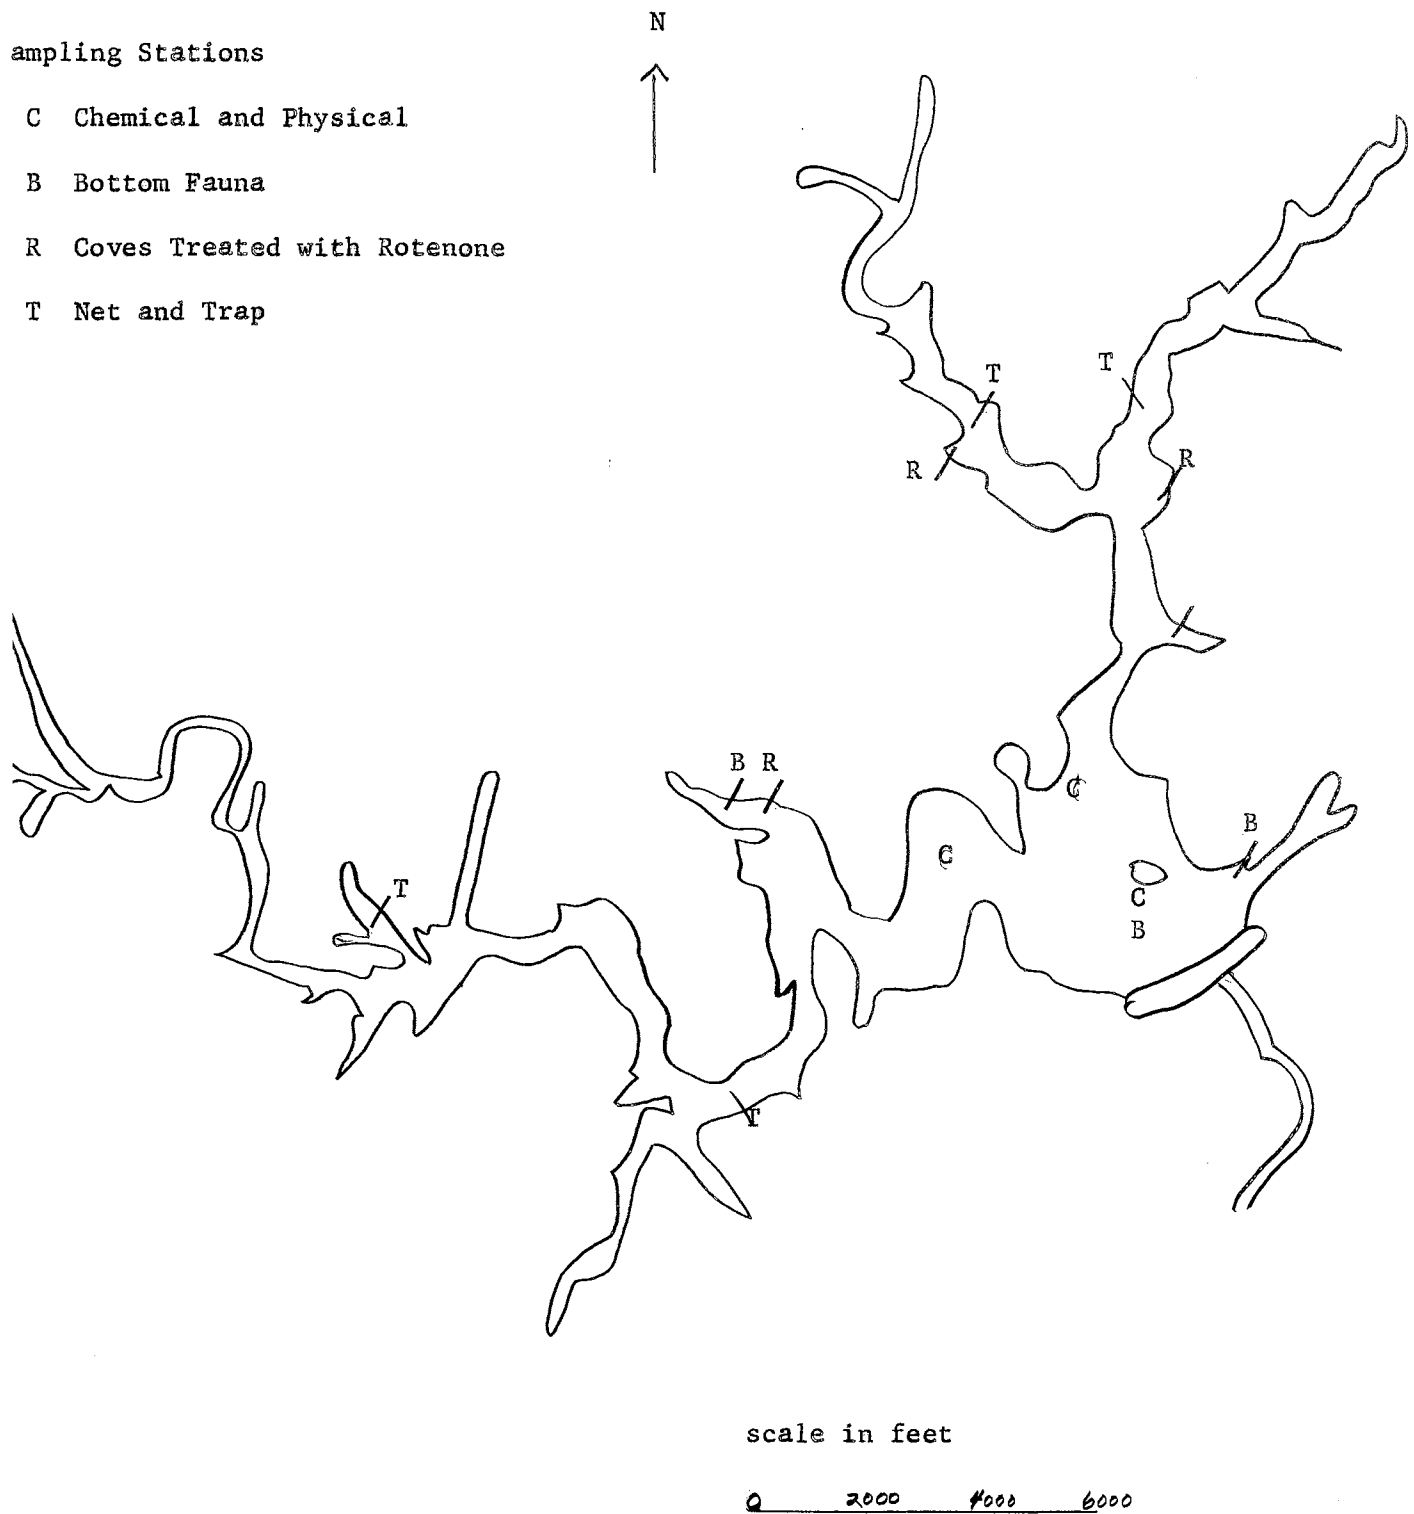 N
ampling Stations
C Chemical and Physical
B Bottom Fauna
R Coves Treated with Rotenone
T Net and Trap
T
T
R
R
B R
C
B
C
T
C
B
T
scale in feet
0 2000 4000 6000